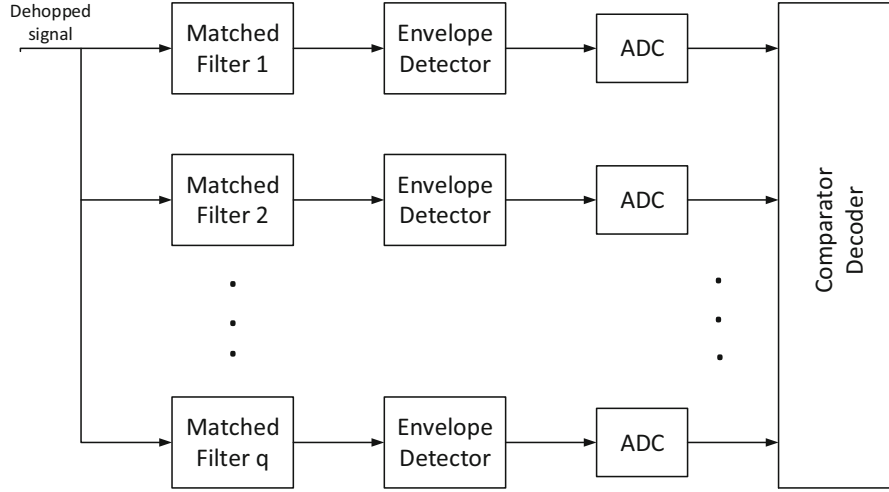 Dehopped
signal
Matched
Filter 1
Envelope
Detector
ADC
Matched
Filter 2
Envelope
Detector
ADC
Matched
Filter q
Envelope
Detector
ADC
Comparator
Decoder